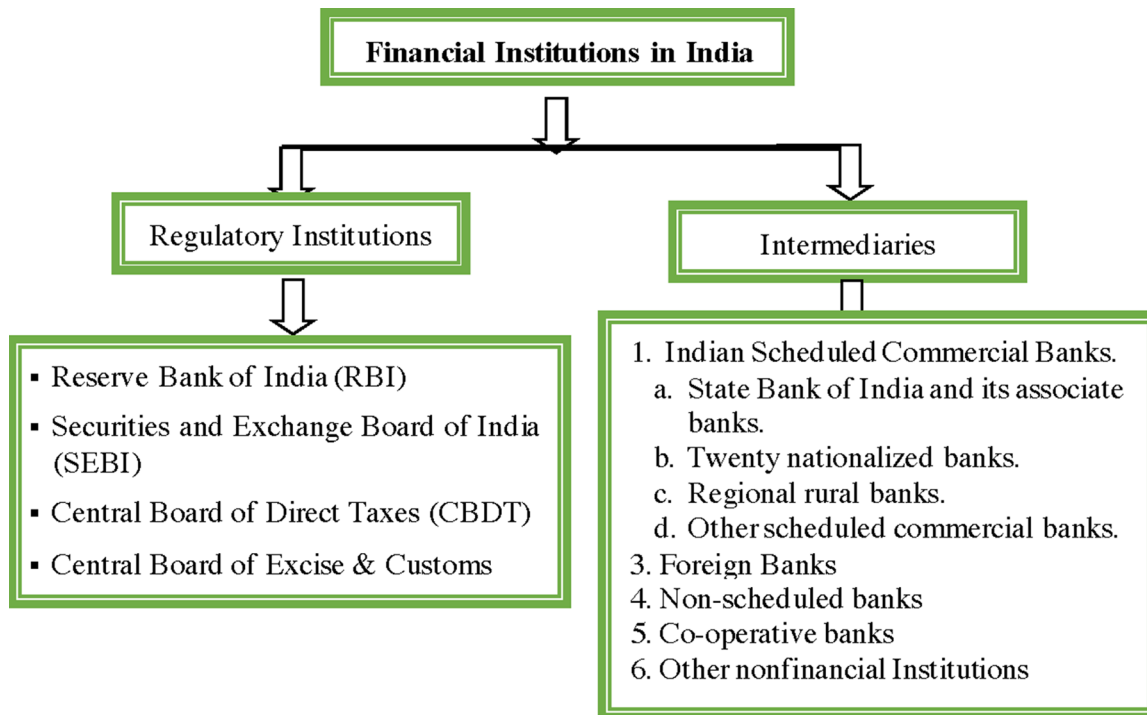 Financial Institutions in India
Regulatory Institutions
Intermediaries
▪ Reserve Bank of India (RBI)
▪ Securities and Exchange Board of India
(SEBI)
▪ Central Board of Direct Taxes (CBDT)
▪ Central Board of Excise & Customs
1. Indian Scheduled Commercial Banks.
a. State Bank of India and its associate
banks.
b. Twenty nationalized banks.
c. Regional rural banks.
d. Other scheduled commercial banks.
3. Foreign Banks
4. Non-scheduled banks
5. Co-operative banks
6. Other nonfinancial Institutions